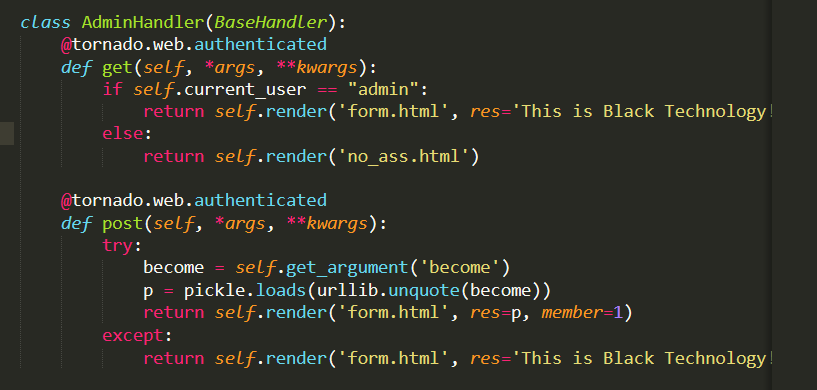 class AdminHandler(BaseHandler):
@tornado.web.authenticated
def get(self, *args, **kwargs):
if self.current_user == "admin":
return self.render('form.html', res='This is Black Technology!
else:
return self.render('no_ass.html')
@tornado.web.authenticated
def post(self, *args, **kwargs):
try:
become = self.get_argument('become')
p = pickle.loads(urllib.unquote(become))
return self.render('form.html', res=p, member=1)
except:
return self.render('form.html', res='This is Black Technology!